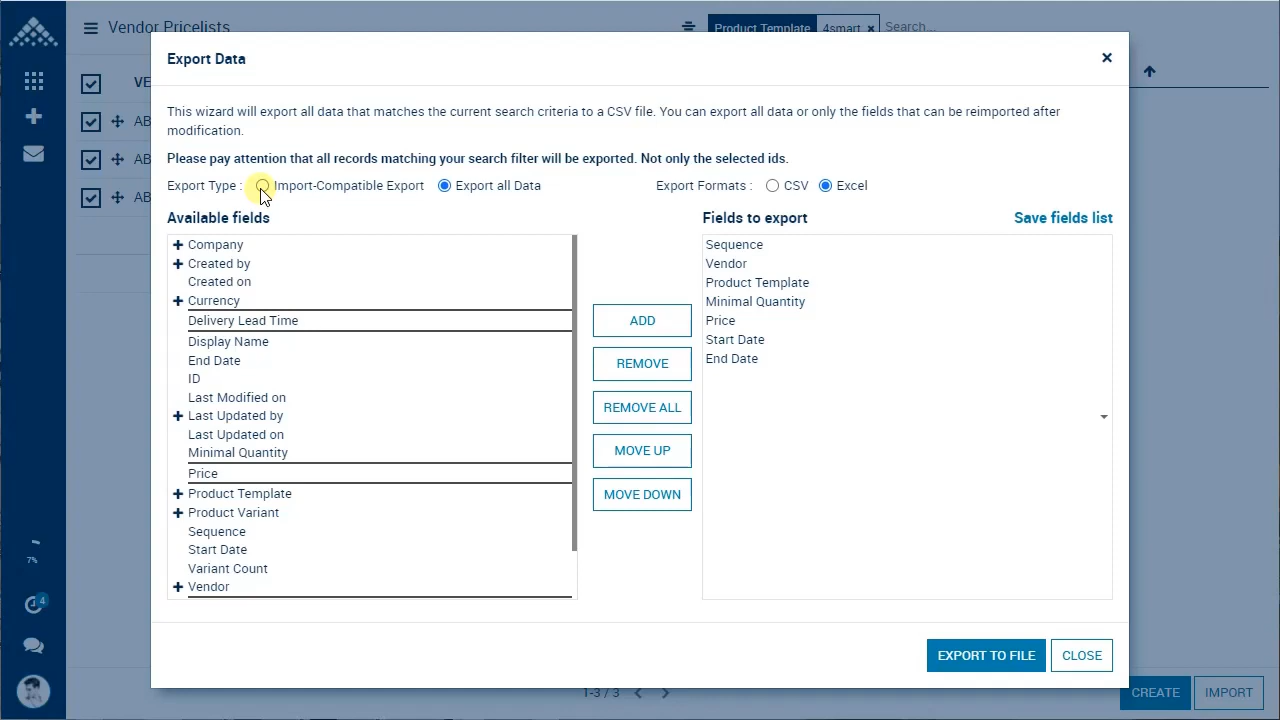 Vendor Pricelists
Product Template 4smart × Search...
Export Data ×
VE
This wizard will export all data that matches the current search criteria to a CSV file. You can export all data or only the fields that can be reimported after
modification.
AB
Please pay attention that all records matching your search filter will be exported. Not only the selected ids.
AB
Export Type : Import-Compatible Export Export all Data Export Formats : CSV Excel
AB
Available fields
Company
Created by
Created on
Currency
Delivery Lead Time
Display Name
End Date
ID
Last Modified on
Last Updated by
Last Updated on
Minimal Quantity
Price
Product Template
Product Variant
Sequence
Start Date
Variant Count
Vendor
ADD
REMOVE
REMOVE ALL
MOVE UP
MOVE DOWN
Fields to export Save fields list
Sequence
Vendor
Product Template
Minimal Quantity
Price
Start Date
End Date
7%
4
EXPORT TO FILE CLOSE
1-3 / 3
CREATE IMPORT